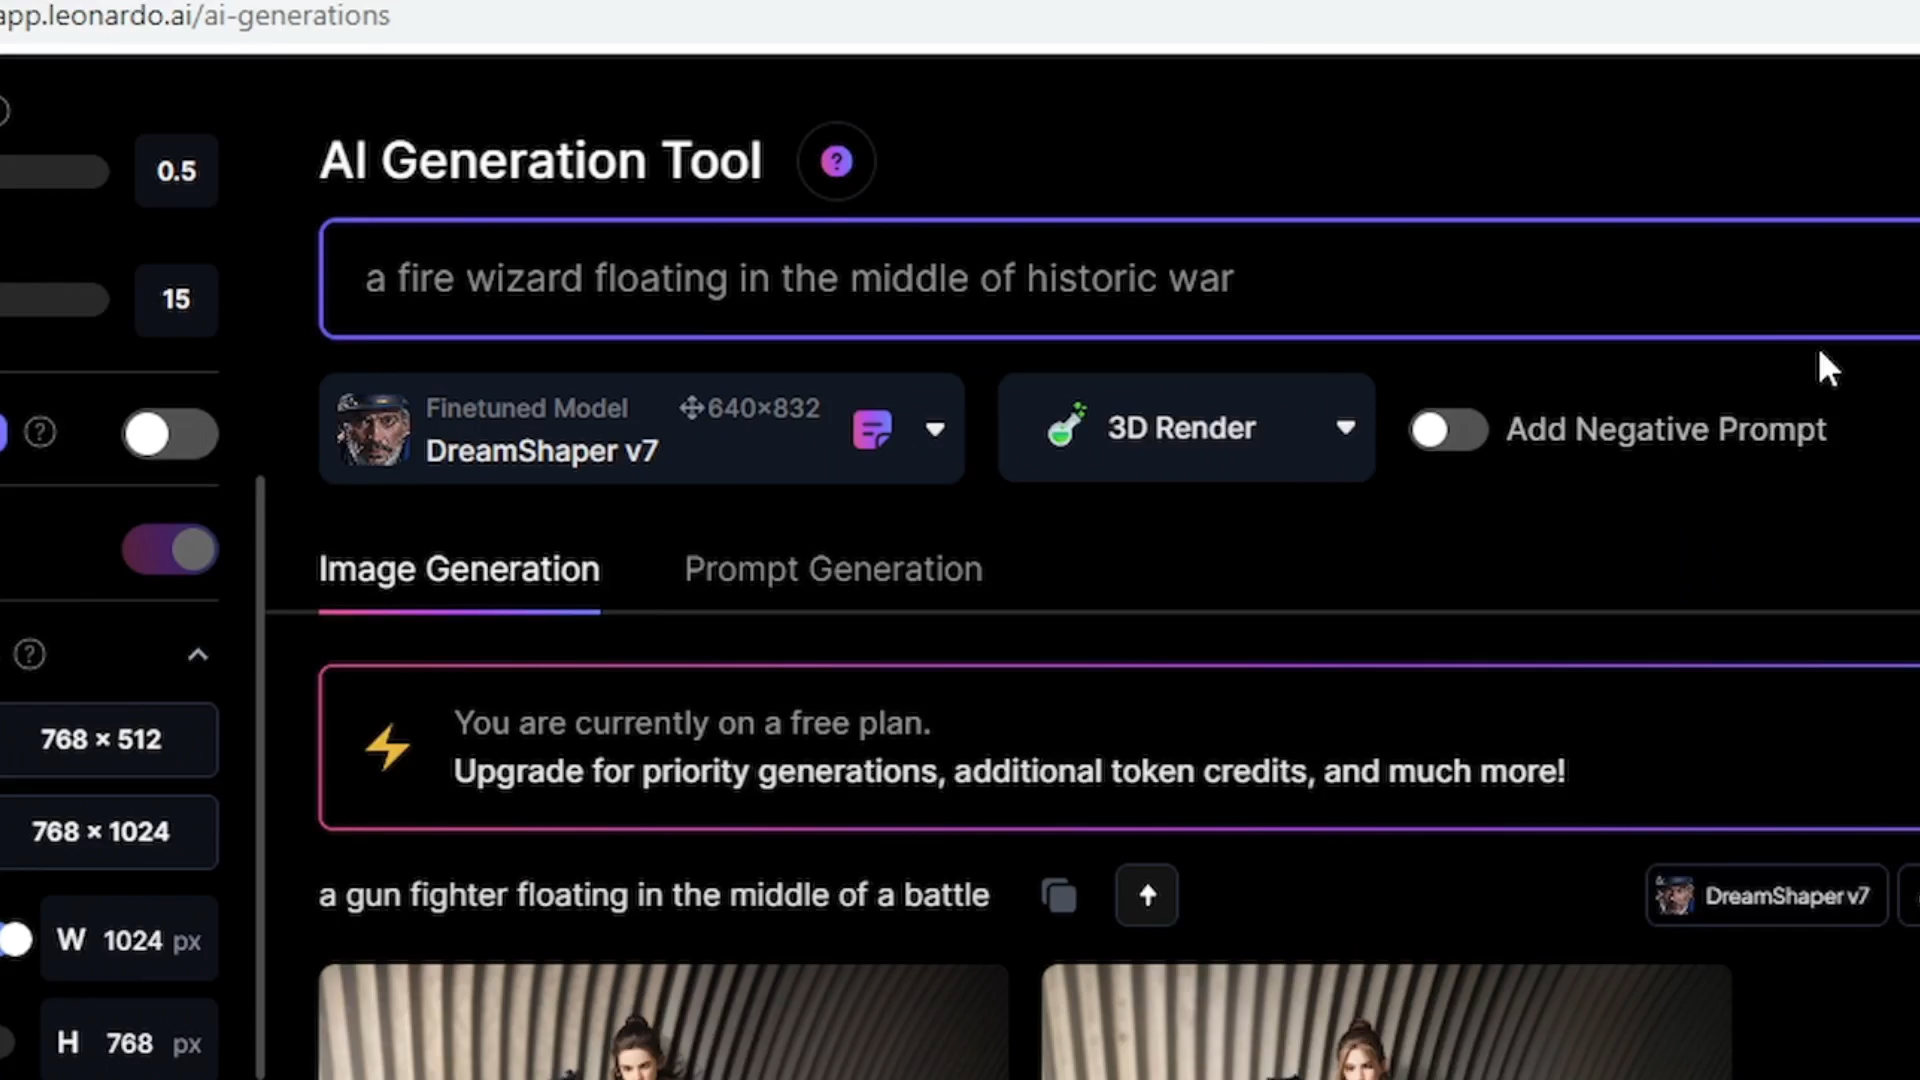 app.leonardo.ai/ai-generations
0.5
AI Generation Tool ?
15
a fire wizard floating in the middle of historic war
?
Finetuned Model 640×832
DreamShaper v7
3D Render
Add Negative Prompt
Image Generation
Prompt Generation
?
768 × 512
You are currently on a free plan.
Upgrade for priority generations, additional token credits, and much more!
768 × 1024
a gun fighter floating in the middle of a battle
DreamShaper v7
W 1024 px
H 768 px